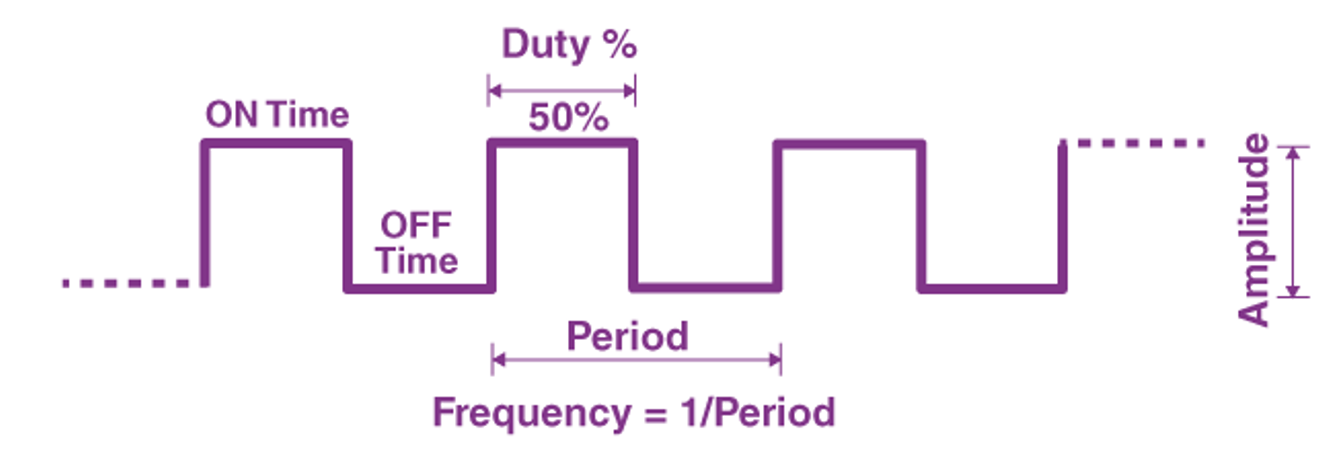 Duty %
50%
ON Time
OFF
Time
Period
Frequency = 1/Period
Amplitude